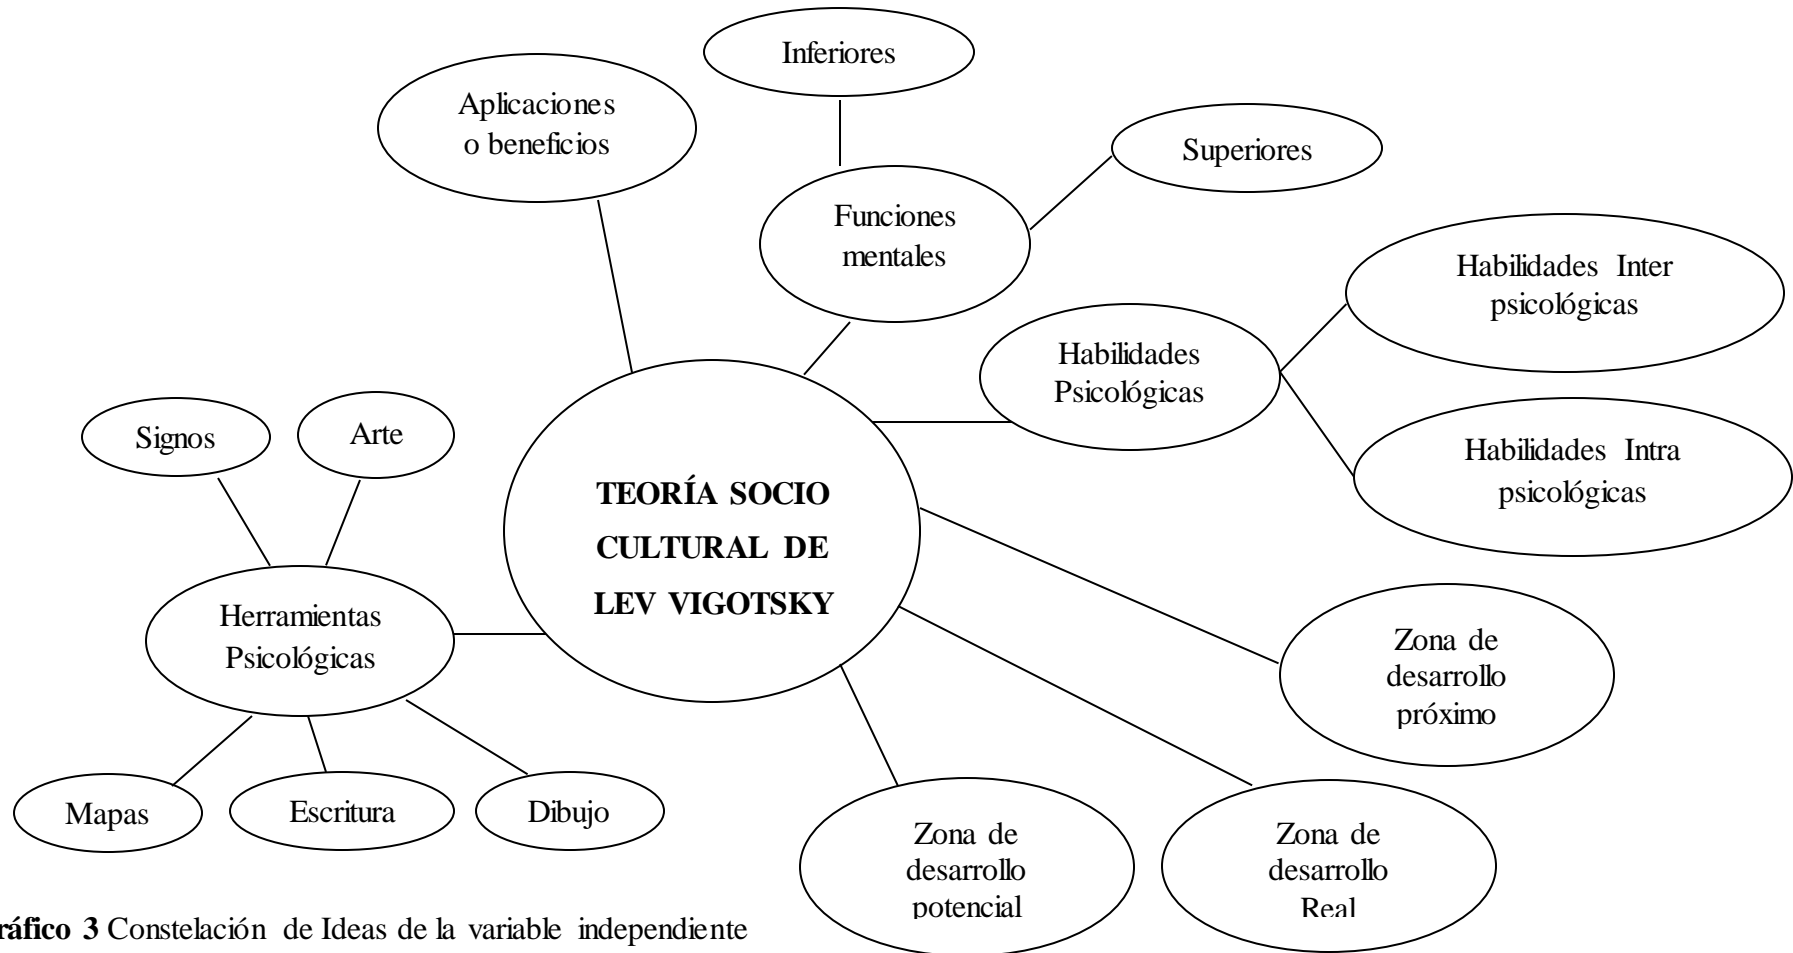 Inferiores
Aplicaciones
o beneficios
Superiores
Funciones
mentales
Habilidades Inter
psicológicas
Habilidades
Psicológicas
Signos
Arte
Habilidades Intra
psicológicas
TEORÍA SOCIO
CULTURAL DE
LEV VIGOTSKY
Herramientas
Psicológicas
Zona de
desarrollo
próximo
Mapas
Escritura
Dibujo
Zona de
desarrollo
potencial
Zona de
desarrollo
Real
ráfico 3 Constelación de Ideas de la variable independiente